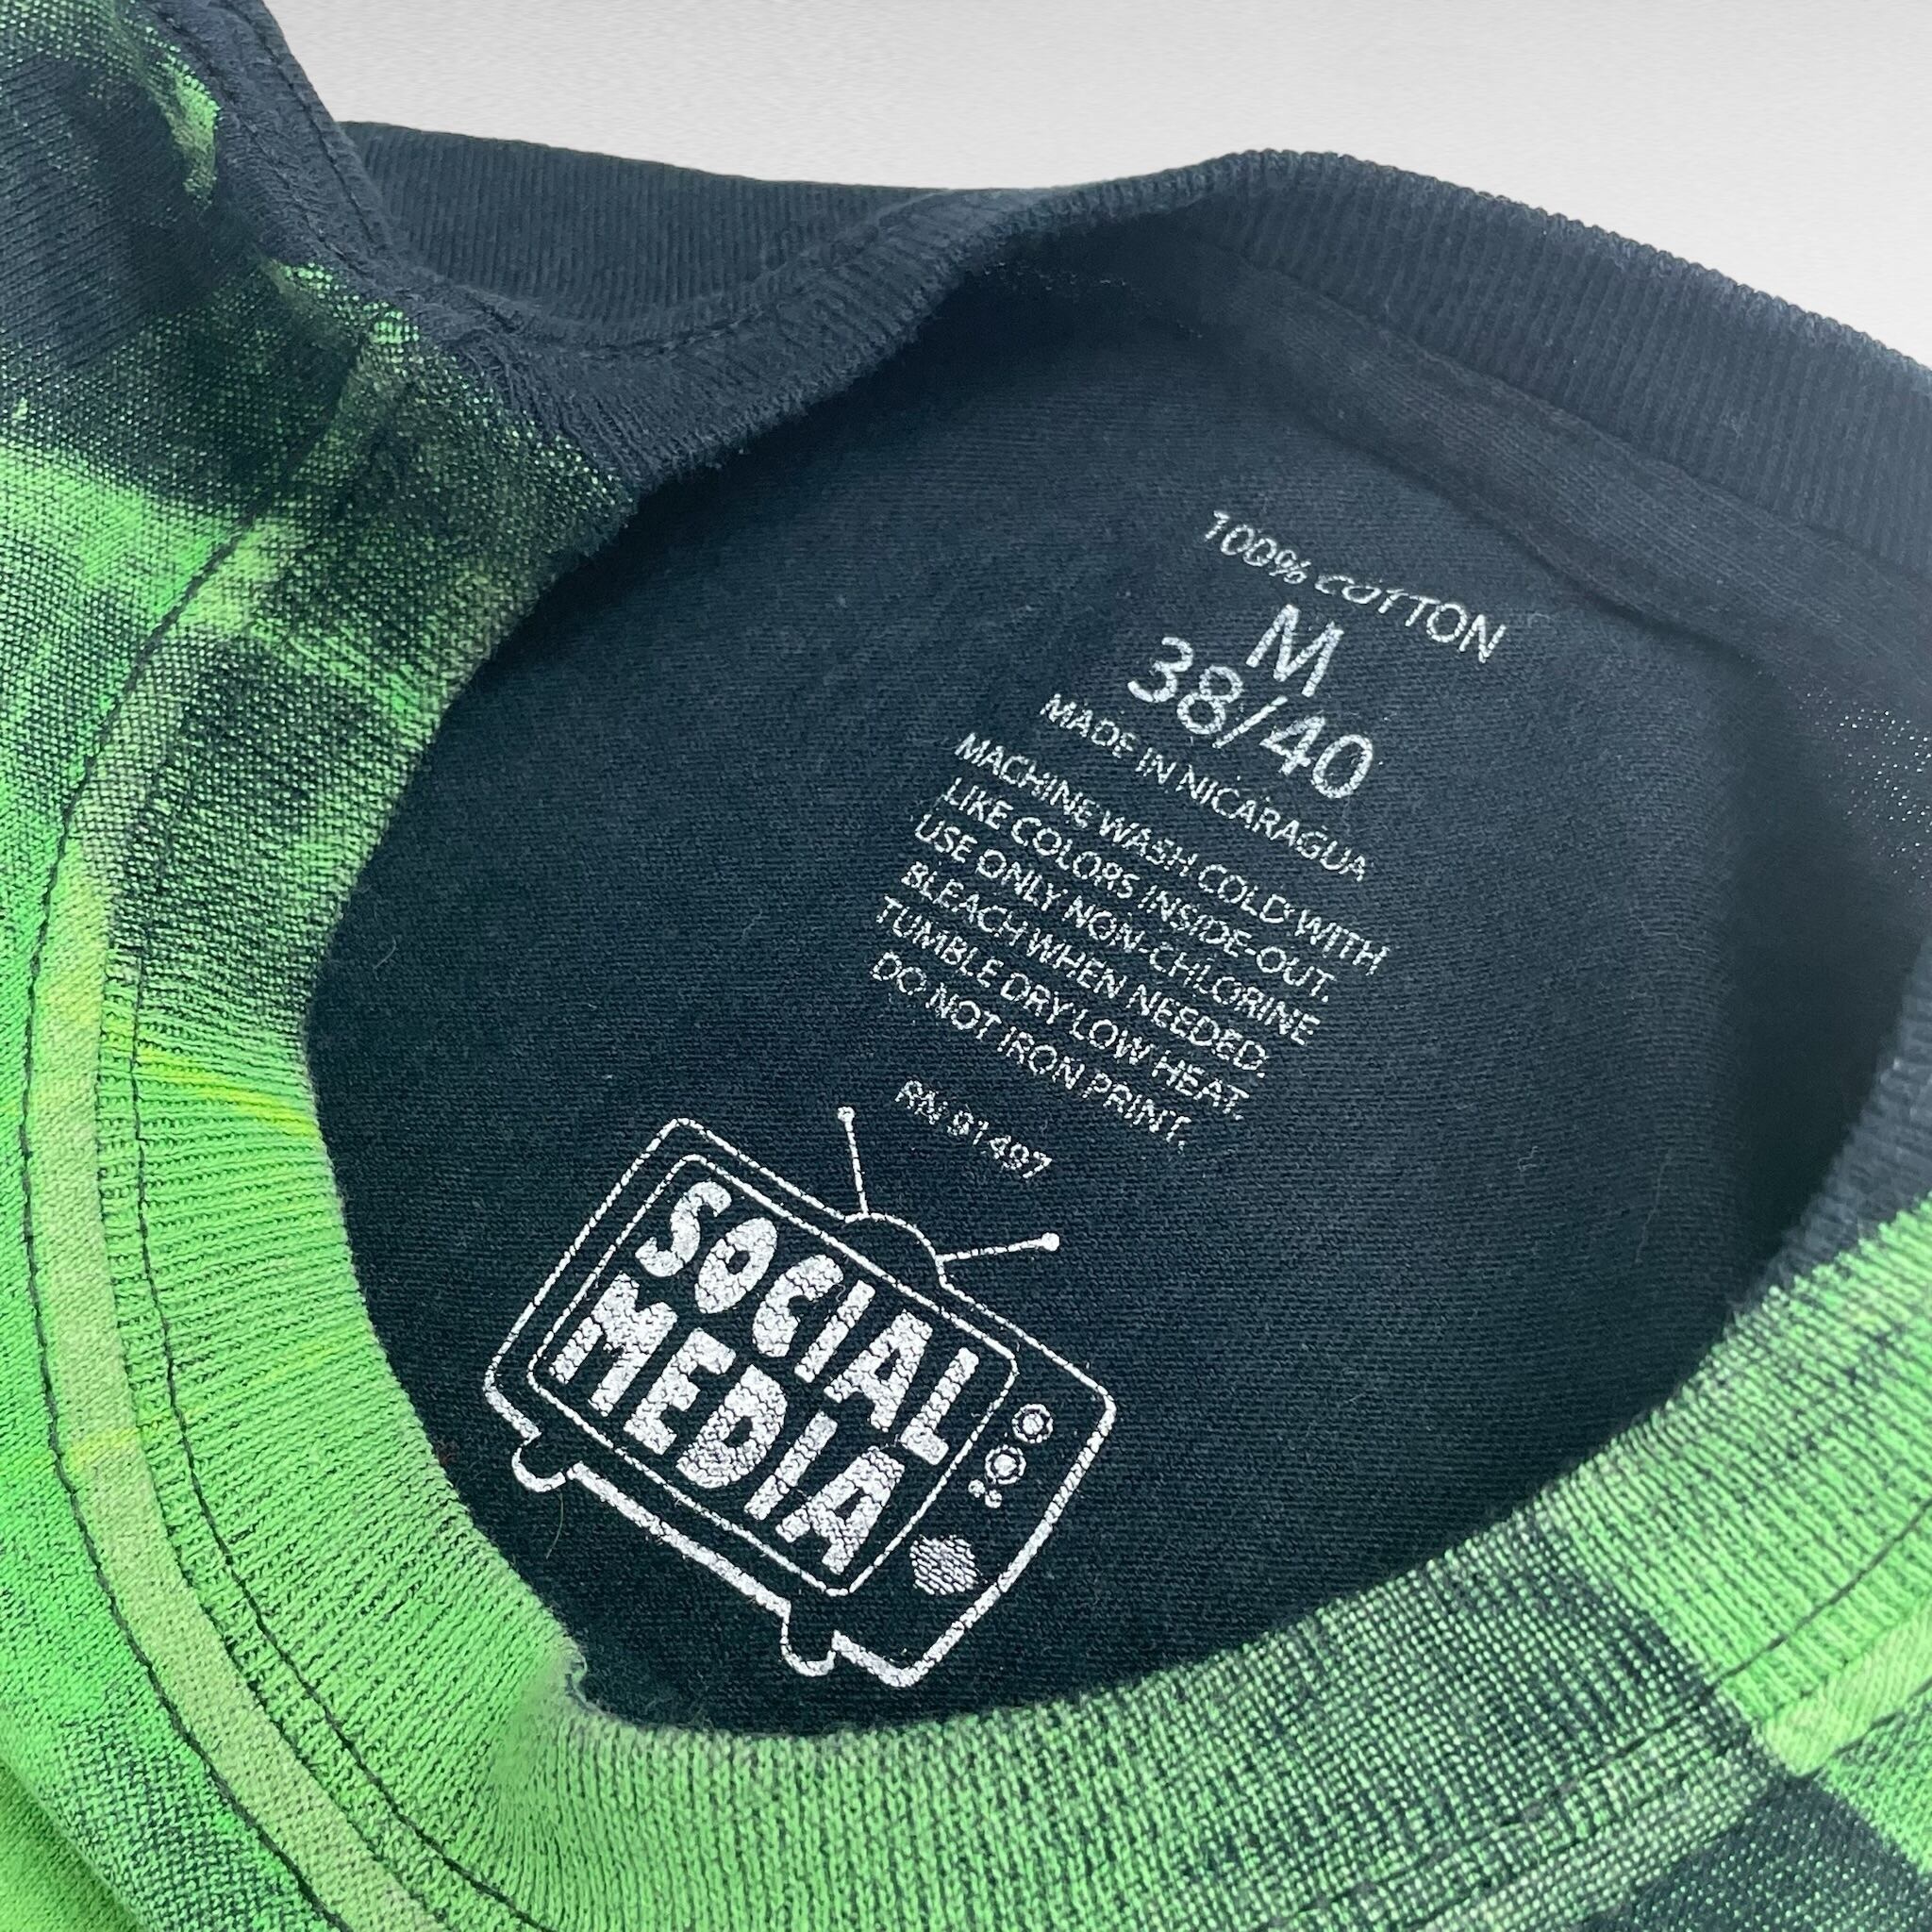 100% COTTON
M
38/40
MADE IN NICARAGUA
MACHINE WASH COLD WITH
LIKE COLORS INSIDE-OUT.
USE ONLY NON-CHLORINE
BLEACH WHEN NEEDED.
TUMBLE DRY LOW HEAT.
DO NOT IRON PRINT.
RN 91497
SOCIAL
MEDIA